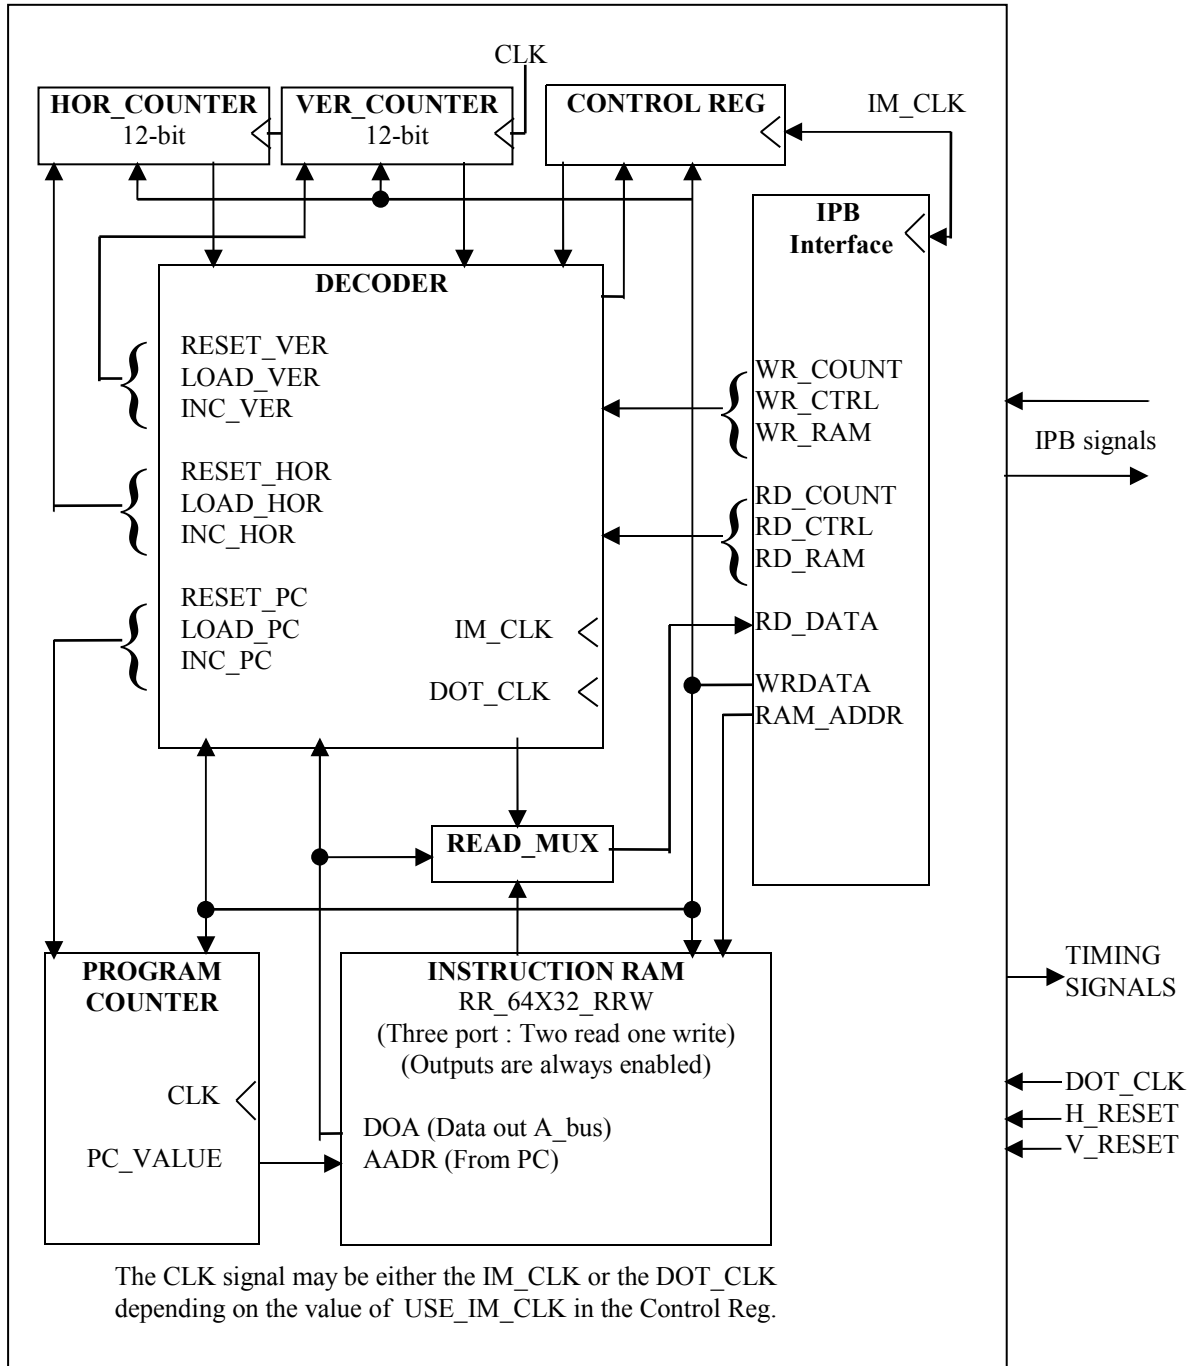 CLK
HOR_COUNTER
12-bit
VER_COUNTER
12-bit
CONTROL REG
IM_CLK
IPB
Interface
DECODER
RESET_VER
LOAD_VER
INC_VER
RESET_HOR
LOAD_HOR
INC_HOR
RESET_PC
LOAD_PC
INC_PC
IM_CLK
DOT_CLK
WR_COUNT
WR_CTRL
WR_RAM
RD_COUNT
RD_CTRL
RD_RAM
RD_DATA
WRDATA
RAM_ADDR
IPB signals
READ_MUX
PROGRAM
COUNTER
CLK
PC_VALUE
INSTRUCTION RAM
RR_64X32_RRW
(Three port : Two read one write)
(Outputs are always enabled)
DOA (Data out A_bus)
AADR (From PC)
TIMING
SIGNALS
DOT_CLK
H_RESET
V_RESET
The CLK signal may be either the IM_CLK or the DOT_CLK
depending on the value of USE_IM_CLK in the Control Reg.